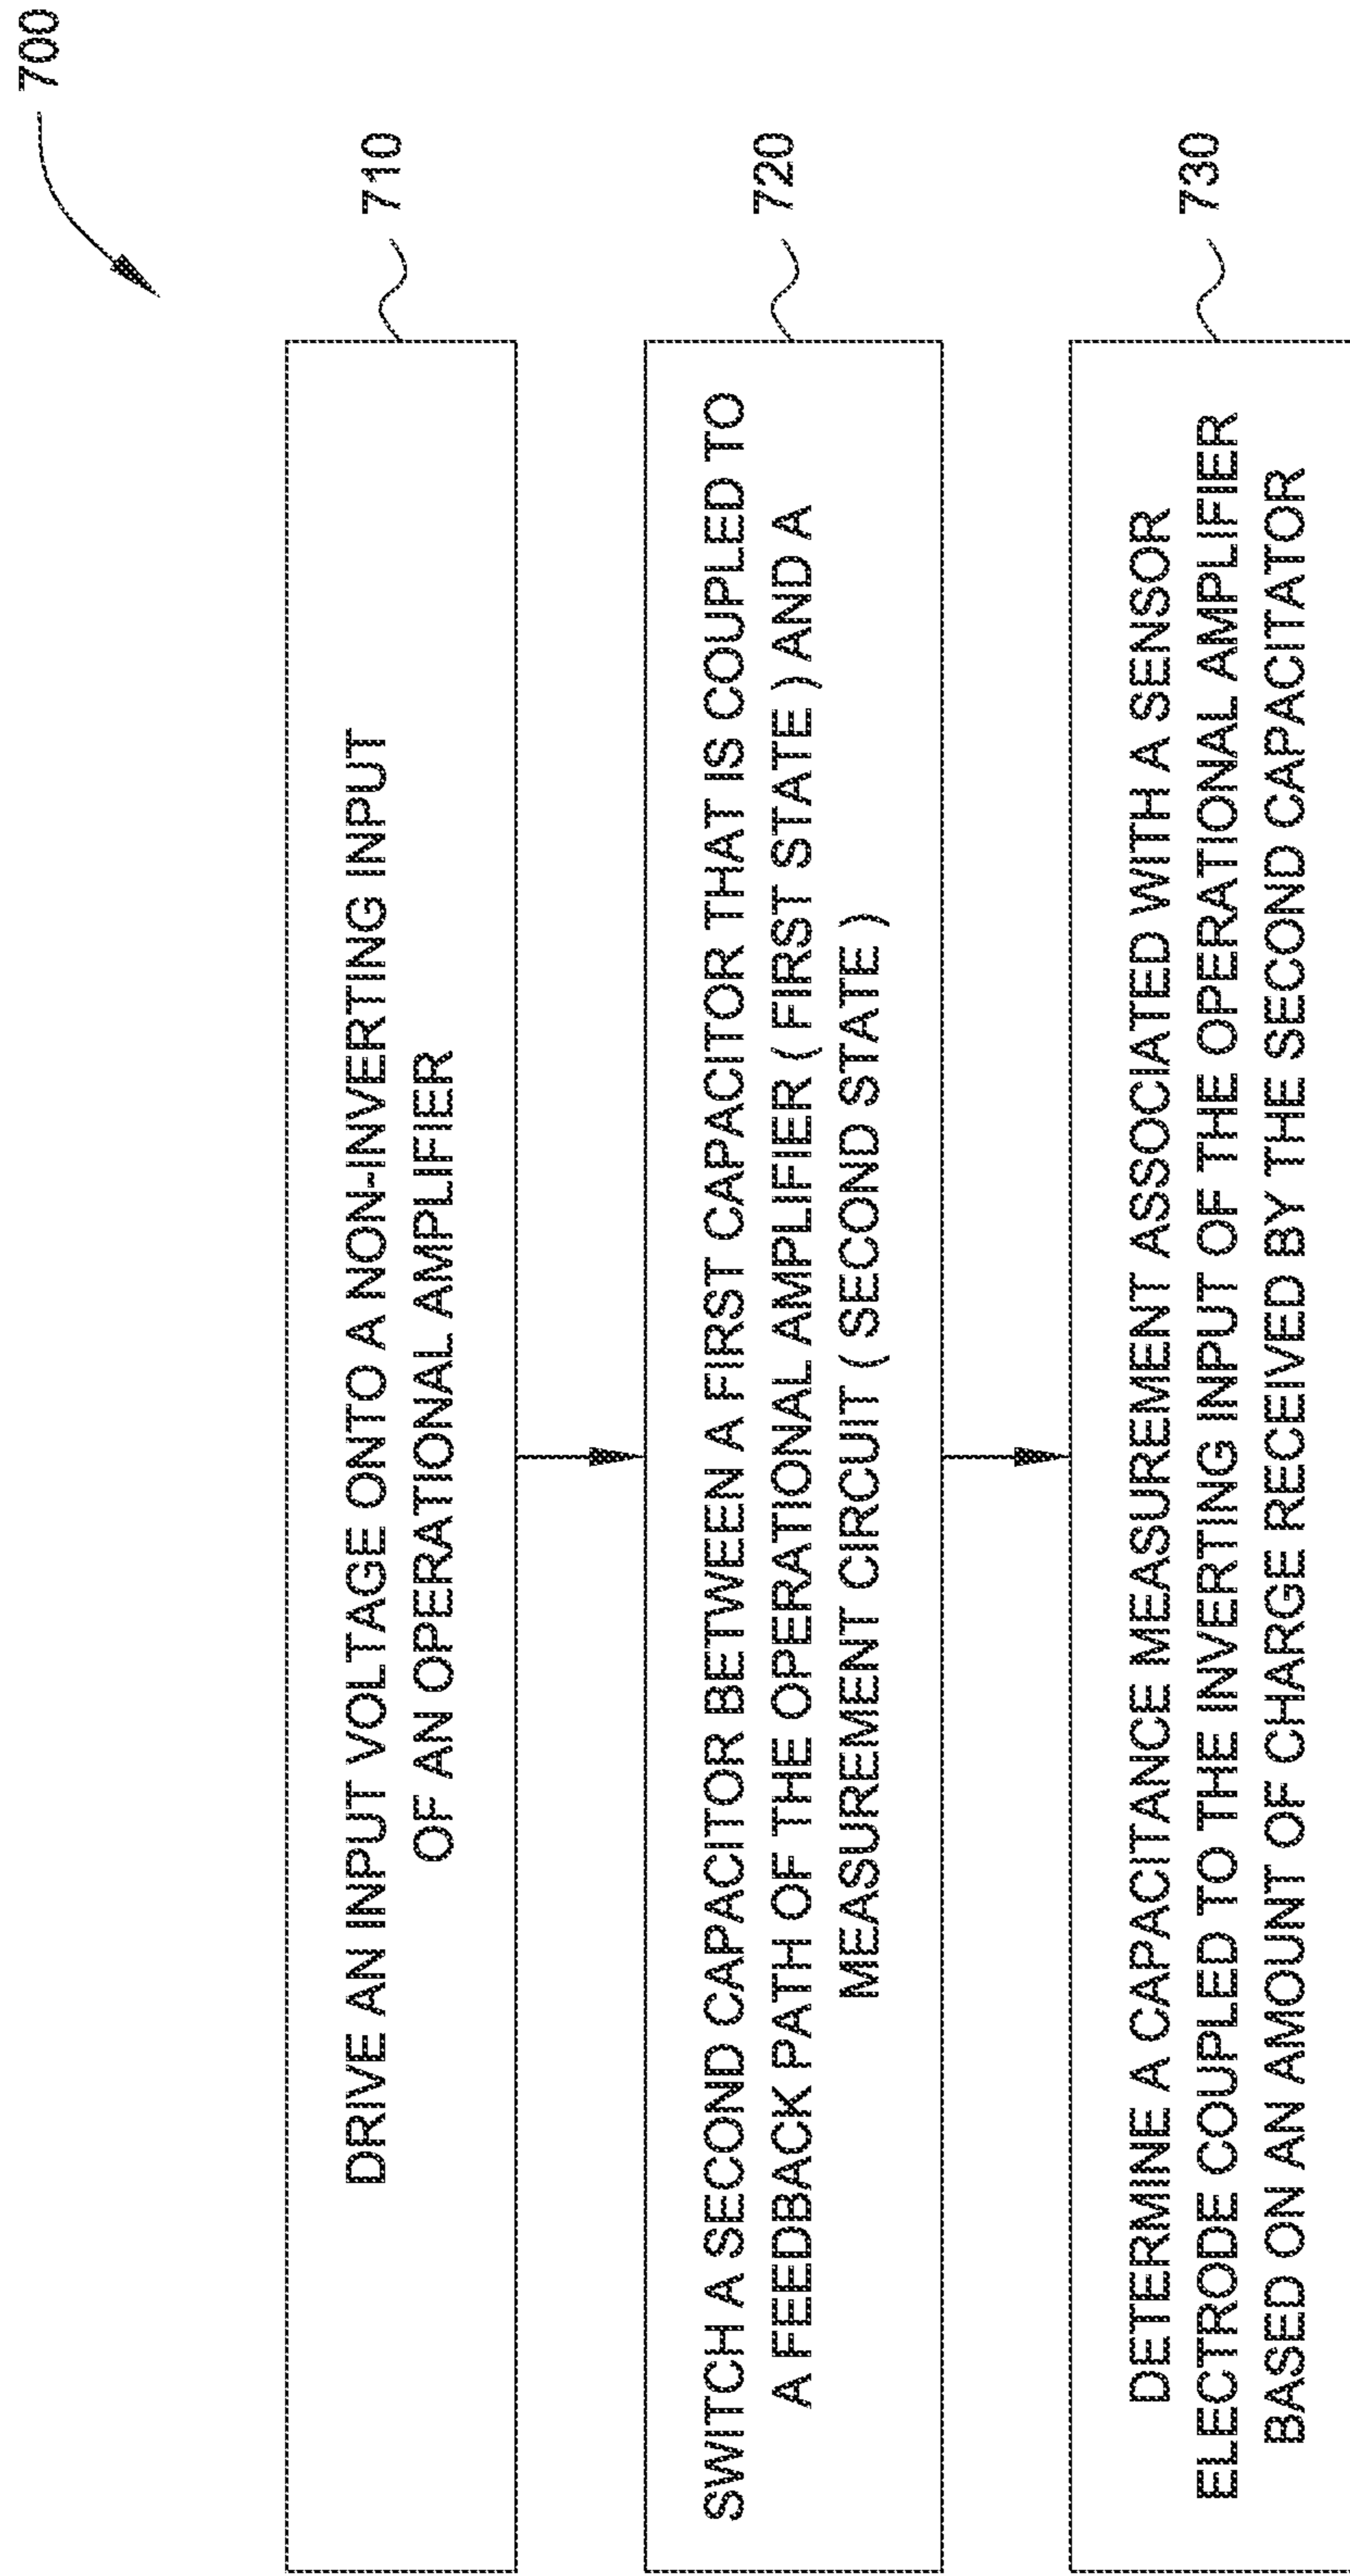 700
710
DRIVE AN INPUT VOLTAGE ONTO A NON-INVERTING INPUT
OF AN OPERATIONAL AMPLIFIER
720
SWITCH A SECOND CAPACITOR BETWEEN A FIRST CAPACITOR THAT IS COUPLED TO
A FEEDBACK PATH OF THE OPERATIONAL AMPLIFIER ( FIRST STATE ) AND A
MEASUREMENT CIRCUIT ( SECOND STATE )
730
DETERMINE A CAPACITANCE MEASUREMENT ASSOCIATED WITH A SENSOR
ELECTRODE COUPLED TO THE INVERTING INPUT OF THE OPERATIONAL AMPLIFIER
BASED ON AN AMOUNT OF CHARGE RECEIVED BY THE SECOND CAPACITATOR